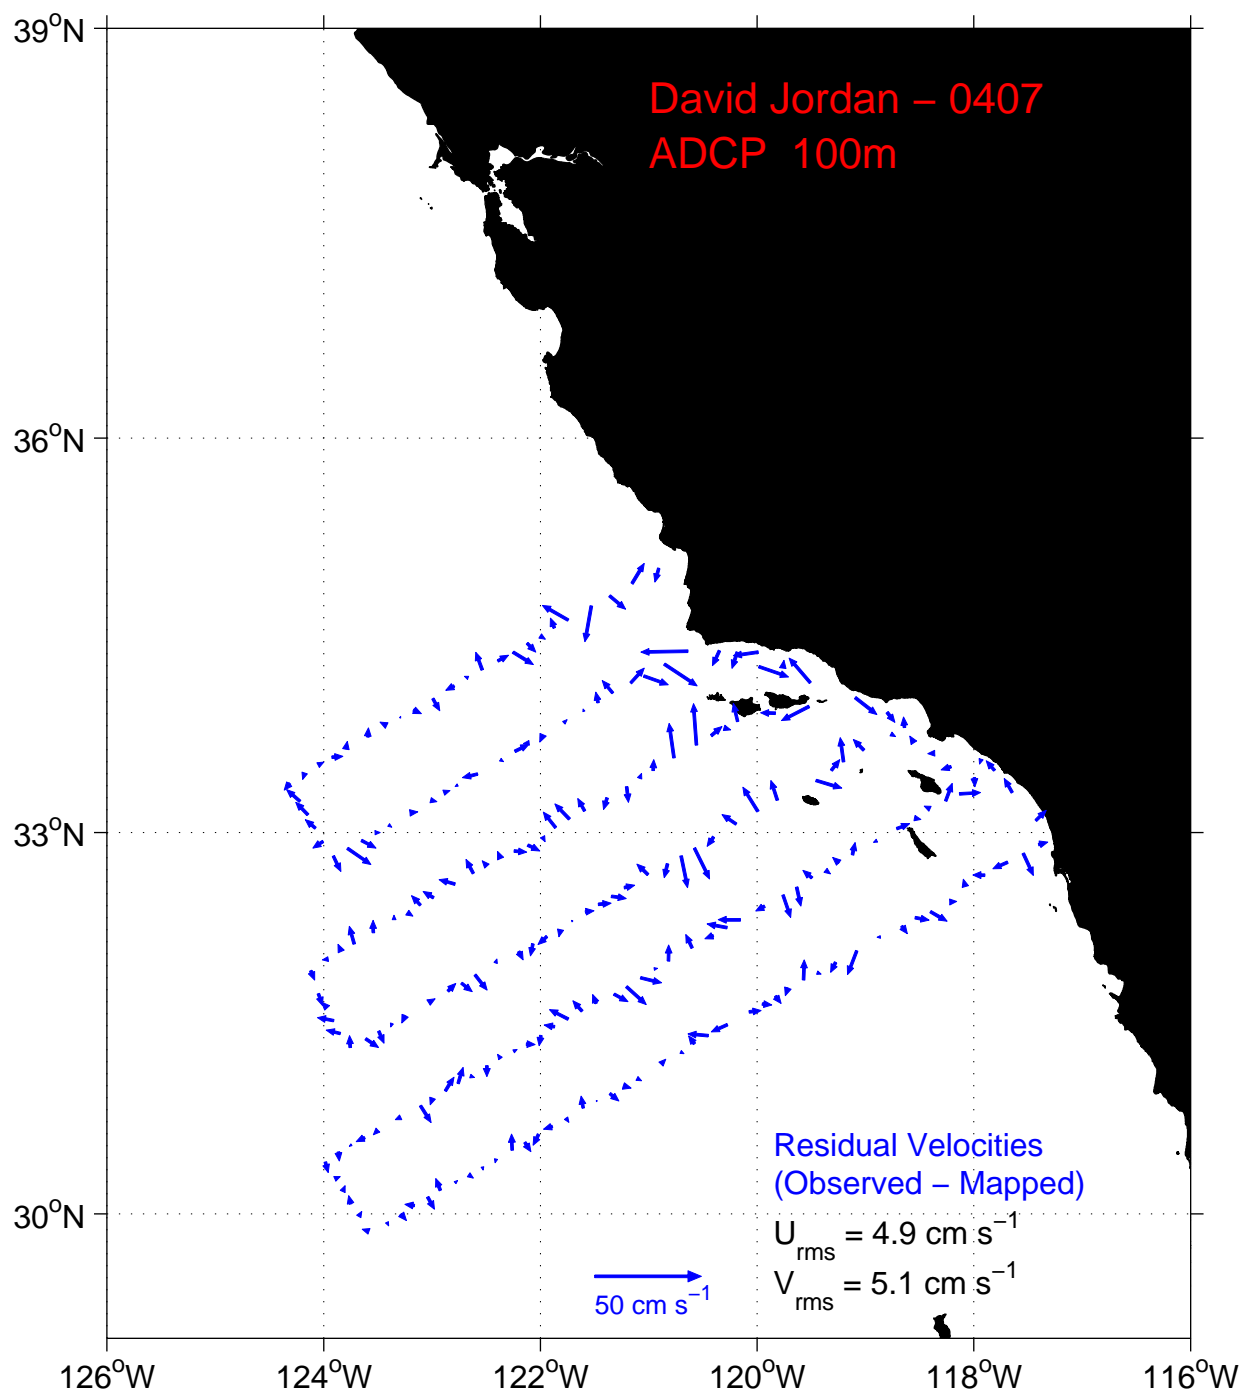 David Jordan – 0407
ADCP 100m
39°N
36°N
33°N
30°N
Residual Velocities
(Observed – Mapped)
U_rms = 4.9 cm s⁻¹
V_rms = 5.1 cm s⁻¹
50 cm s⁻¹
126°W 124°W 122°W 120°W 118°W 116°W